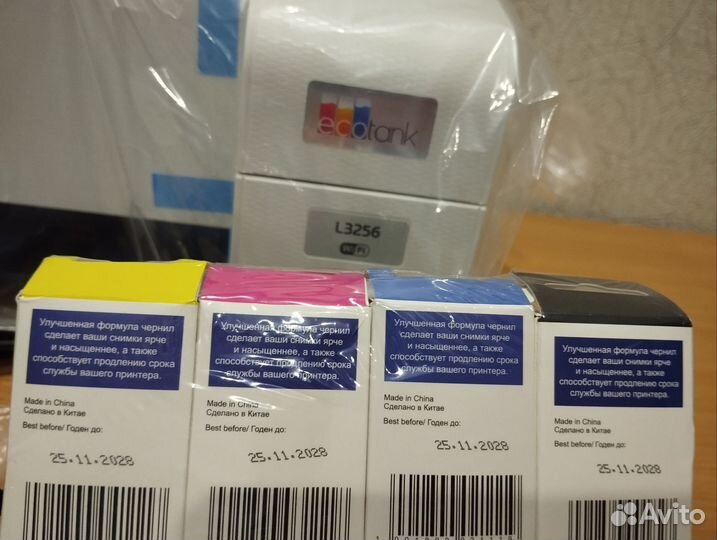 ecotank
L3256
Wi Fi
Улучшенная формула чернил
сделает ваши снимки ярче
и насыщеннее, а также
способствует продлению срока
службы вашего принтера.
Made in China
Сделано в Китае
Best before/ Годен до:
25.11.2028
Улучшенная формула чернил
сделает ваши снимки ярче
и насыщеннее, а также
способствует продлению срока
службы вашего принтера.
Made in China
Сделано в Китае
Best before/ Годен до:
25.11.2028
Улучшенная формула чернил
сделает ваши снимки ярче
и насыщеннее, а также
способствует продлению срока
службы вашего принтера.
Made in China
Сделано в Китае
Best before/ Годен до:
25.11.2028
Улучшенная формула чернил
сделает ваши снимки ярче
и насыщеннее, а также
способствует продлению срока
службы вашего принтера.
Made in China
Сделано в Китае
Best before/ Годен до:
25.11.2028
Avito